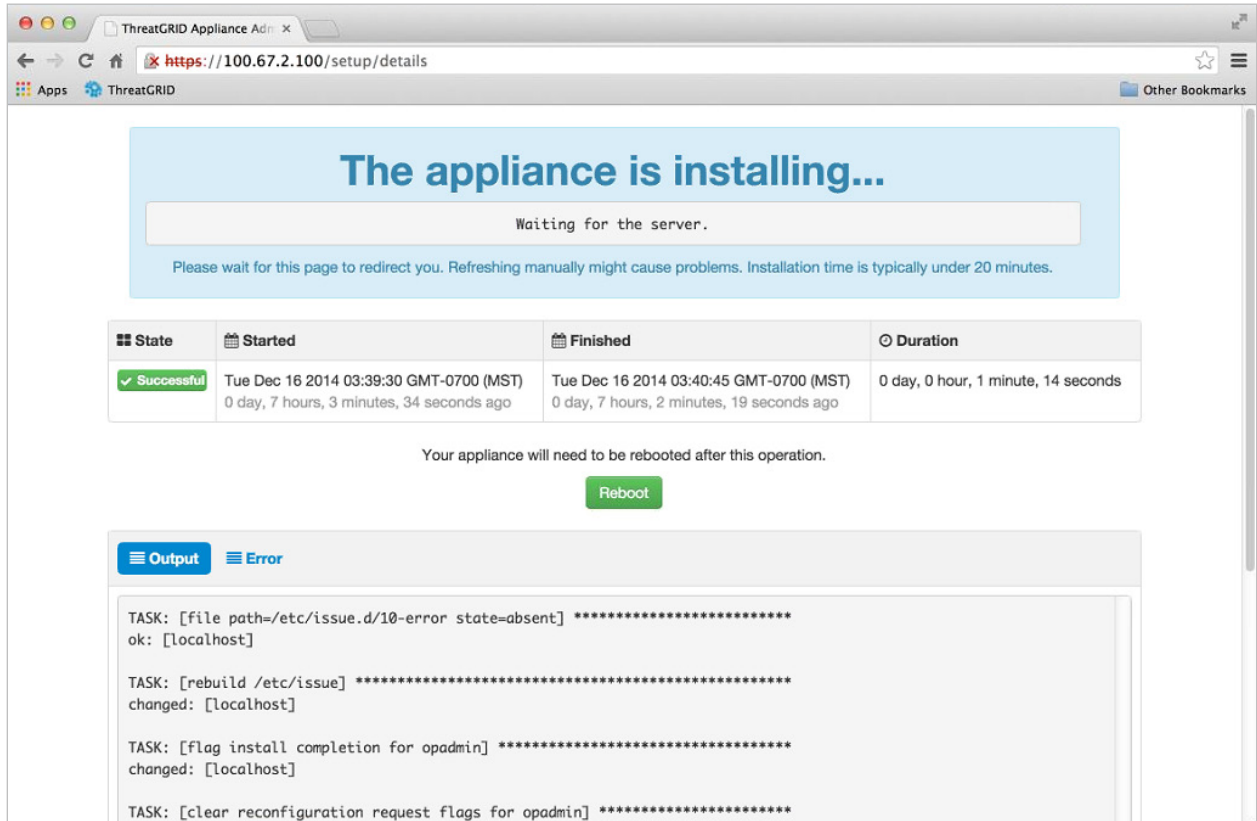 ThreatGRID Appliance Adm
https://100.67.2.100/setup/details
Apps ThreatGRID Other Bookmarks
The appliance is installing...
Waiting for the server.
Please wait for this page to redirect you. Refreshing manually might cause problems. Installation time is typically under 20 minutes.
State Started Finished Duration
Successful Tue Dec 16 2014 03:39:30 GMT-0700 (MST) Tue Dec 16 2014 03:40:45 GMT-0700 (MST) 0 day, 0 hour, 1 minute, 14 seconds
0 day, 7 hours, 3 minutes, 34 seconds ago 0 day, 7 hours, 2 minutes, 19 seconds ago
Your appliance will need to be rebooted after this operation.
Reboot
Output Error
TASK: [file path=/etc/issue.d/10-error state=absent] **************************
ok: [localhost]
TASK: [rebuild /etc/issue] ****************************************************
changed: [localhost]
TASK: [flag install completion for opadmin] ***********************************
changed: [localhost]
TASK: [clear reconfiguration request flags for opadmin] ***********************